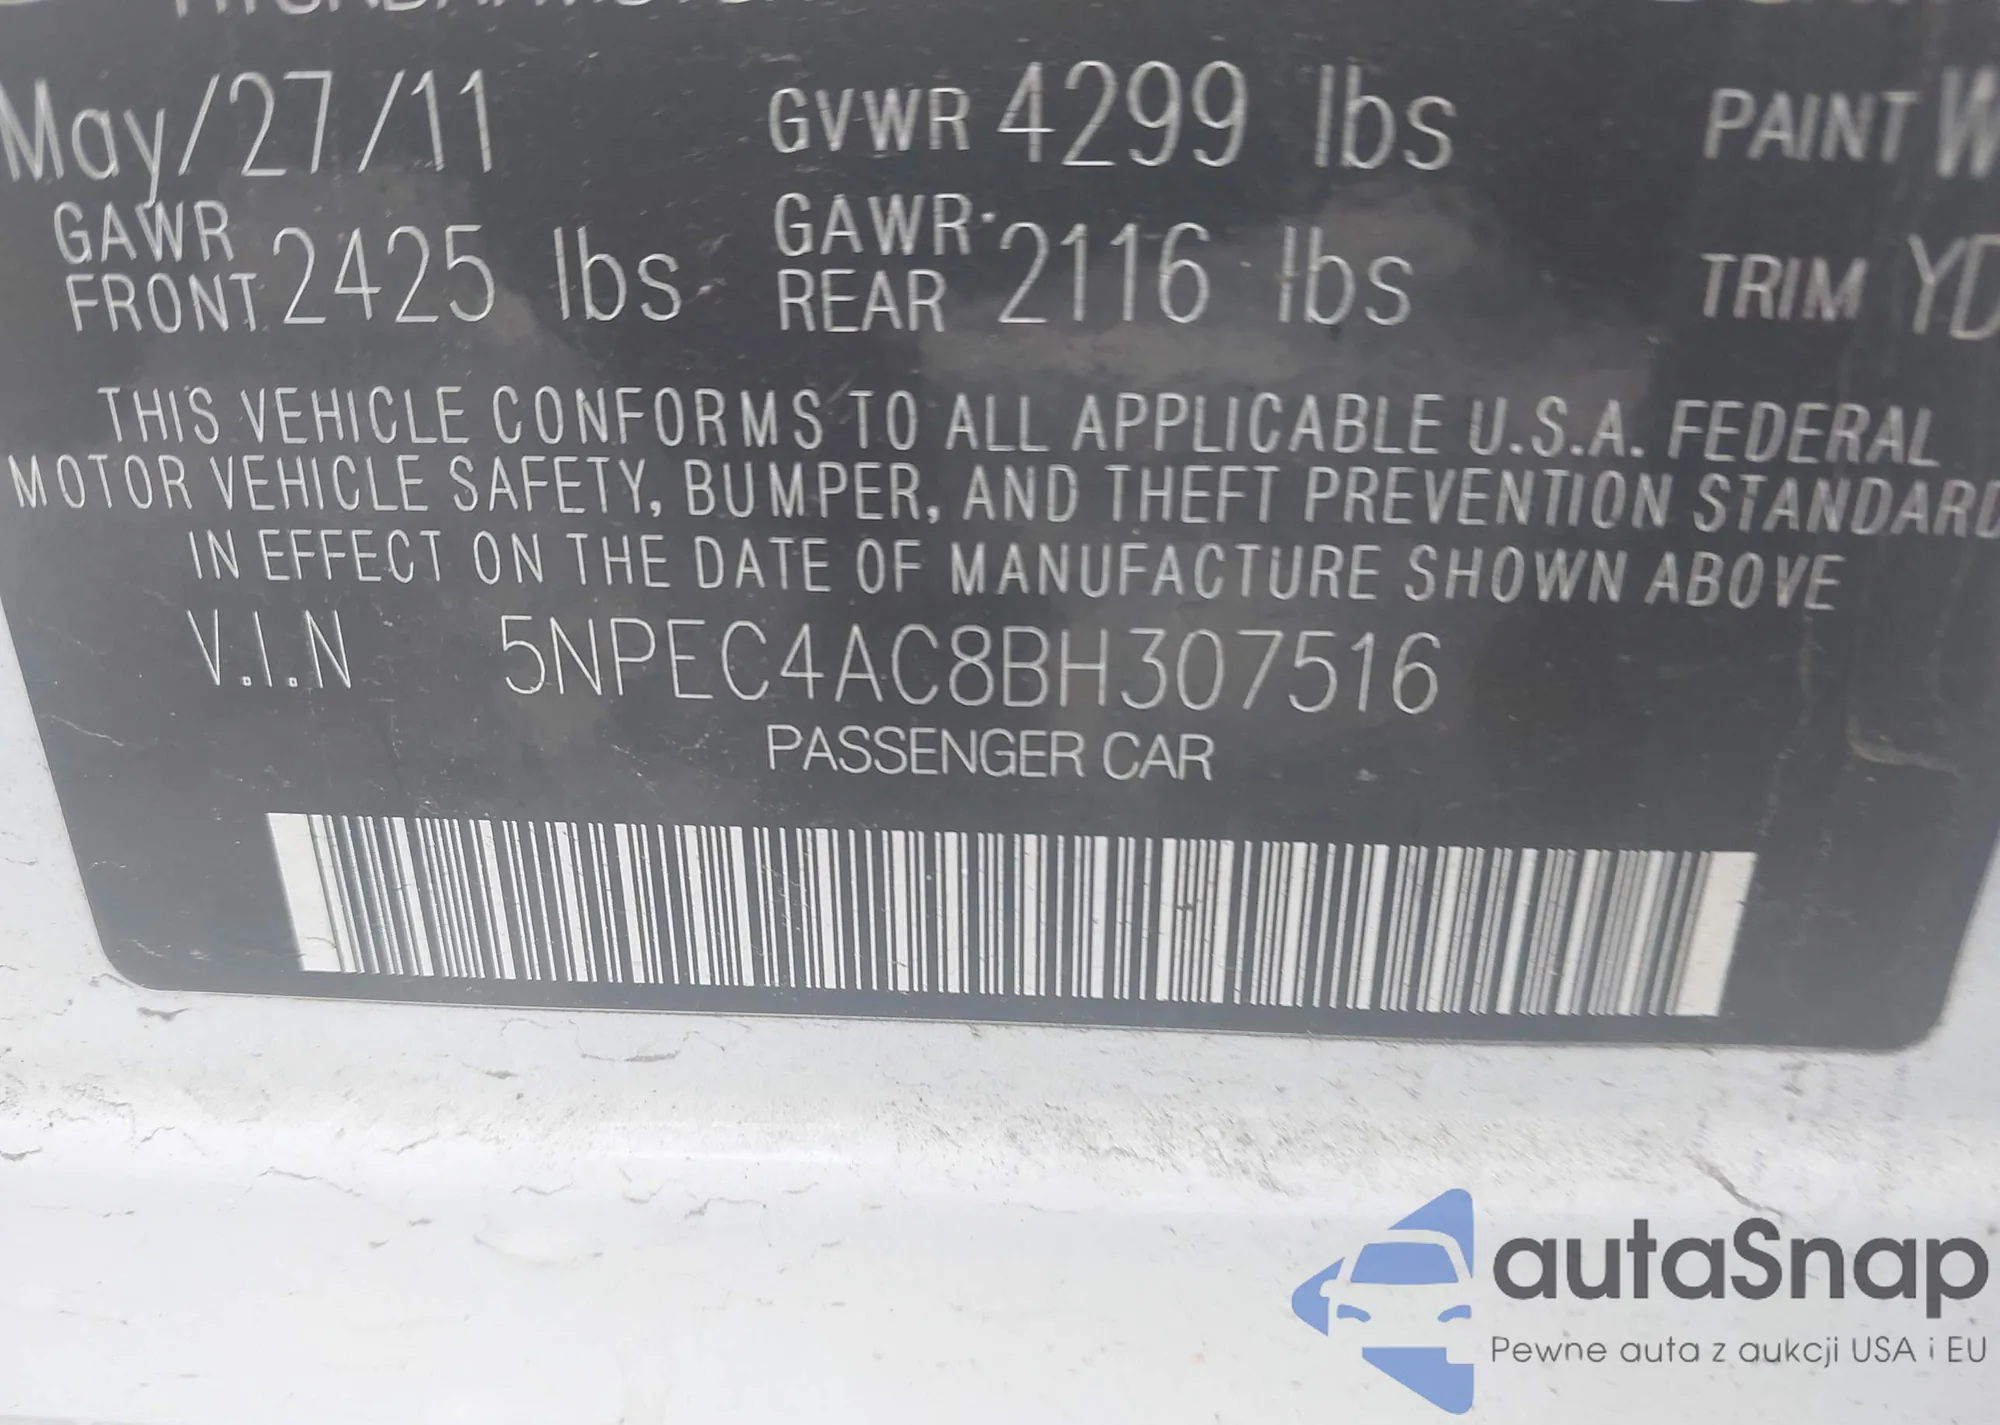 May/27/11 GVWR 4299 lbs PAINT
GAWR FRONT 2425 lbs GAWR REAR 2116 lbs TRIM YD
THIS VEHICLE CONFORMS TO ALL APPLICABLE U.S.A. FEDERAL
MOTOR VEHICLE SAFETY, BUMPER, AND THEFT PREVENTION STANDARD
IN EFFECT ON THE DATE OF MANUFACTURE SHOWN ABOVE
V.I.N 5NPEC4AC8BH307516
PASSENGER CAR
autaSnap
Pewne auta z aukcji USA i EU